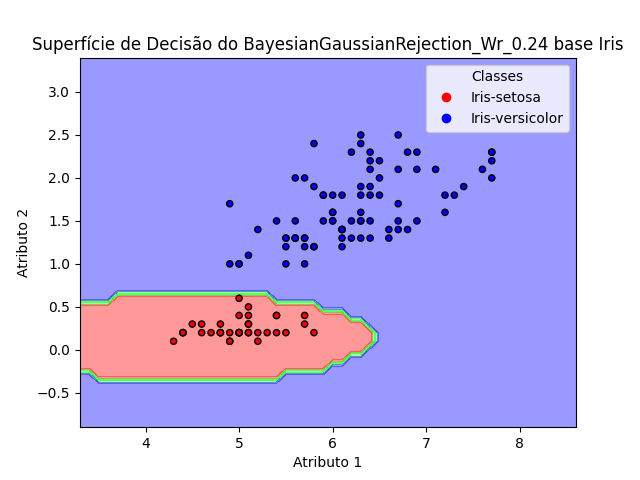 Superfície de Decisão do BayesianGaussianRejection_Wr_0.24 base Iris
Classes
Iris-setosa
Iris-versicolor
3.0
2.5
2.0
1.5
1.0
0.5
0.0
−0.5
Atributo 2
4 5 6 7 8
Atributo 1